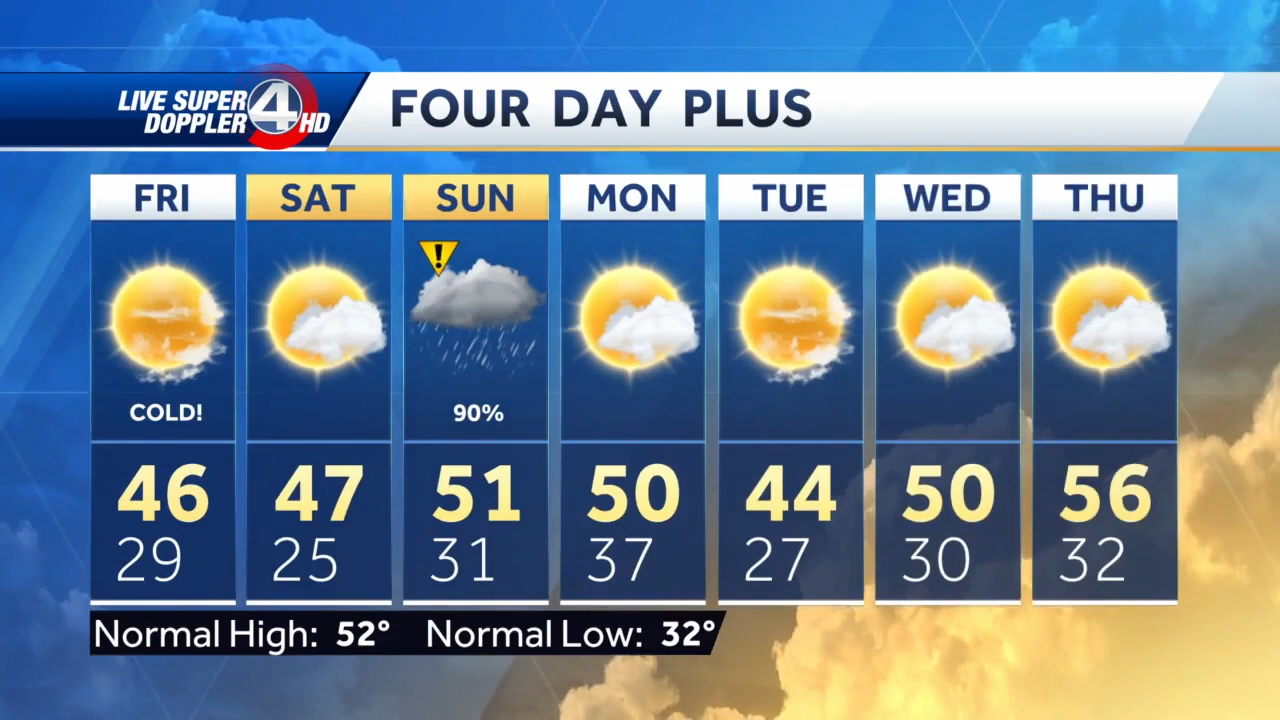 LIVE SUPER
DOPPLER 4 HD
FOUR DAY PLUS
FRI SAT SUN MON TUE WED THU
!
COLD! 90%
46 47 51 50 44 50 56
29 25 31 37 27 30 32
Normal High: 52° Normal Low: 32°